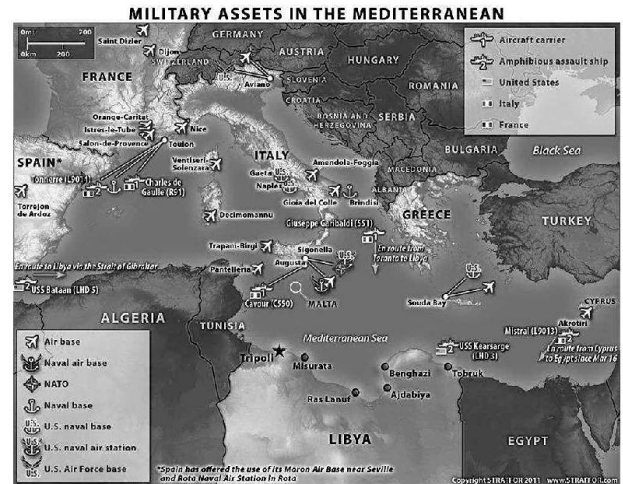 MILITARY ASSETS IN THE MEDITERRANEAN
0mi 200
0km 200
Saint Dizier
Dijon
GERMANY
SWITZERLAND
AUSTRIA
HUNGARY
U.S.
Aviano
SLOVENIA
CROATIA
ROMANIA
FRANCE
BOSNIA AND
HERZEGOVINA
SERBIA
BULGARIA
Black Sea
Aircraft carrier
Amphibious assault ship
United States
Italy
France
Orange-Caritat
Istres-le-Tube
Salon-de-Provence
Nice
Toulon
SPAIN*
Tonnerre (L9014)
Torrejon
de Ardoz
Charles de
Gaulle (R91)
Ventiseri-
Solenzara
ITALY
Gaeta
U.S.
Naples
Amendola-Foggia
Gioia del Colle
Brindisi
MACEDONIA
ALBANIA
GREECE
TURKEY
Decimomannu
Giuseppe Garibaldi (551)
En route from
Taranto to Libya
Trapani-Birgi
Sigonella
Augusta
U.S.
Pantelleria
En route to Libya via the Strait of Gibraltar
USS Bataan (LHD 5)
Cavour (C550)
MALTA
U.S.
Souda Bay
CYPRUS
Akrotiri
Mistral (L9013)
En route from Cyprus
to Egypt since Mar 16
ALGERIA
TUNISIA
Mediterranean Sea
USS Kearsarge
(LHD 3)
Tripoli
Misurata
Benghazi
Tobruk
Ras Lanuf
Ajdabiya
LIBYA
EGYPT
Air base
Naval air base
NATO
Naval base
U.S. naval base
U.S. naval air station
U.S. Air Force base
*Spain has offered the use of its Moron Air Base near Seville
and Rota Naval Air Station in Rota
Copyright STRATFOR 2011 www.STRATFOR.com